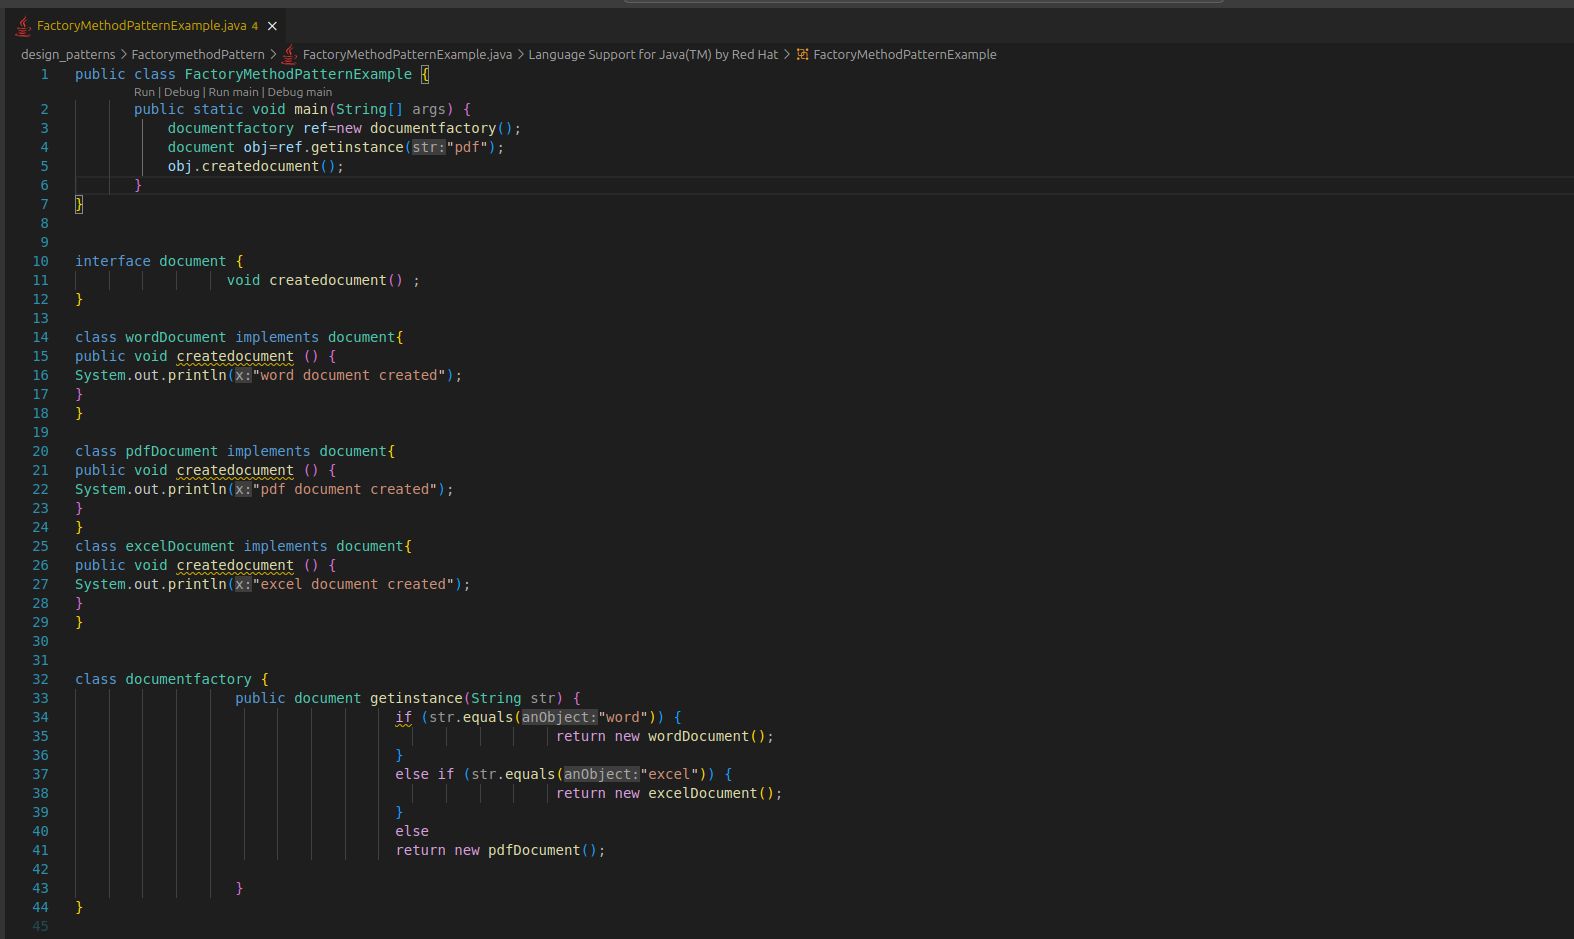 FactoryMethodPatternExample.java 4 ×
design_patterns > FactorymethodPattern > FactoryMethodPatternExample.java > Language Support for Java(TM) by Red Hat > FactoryMethodPatternExample
1 public class FactoryMethodPatternExample {
Run | Debug | Run main | Debug main
2 public static void main(String[] args) {
3 documentfactory ref=new documentfactory();
4 document obj=ref.getinstance(str:"pdf");
5 obj.createdocument();
6 }
7 }
8
9
10 interface document {
11 void createdocument() ;
12 }
13
14 class wordDocument implements document{
15 public void createdocument () {
16 System.out.println(x:"word document created");
17 }
18 }
19
20 class pdfDocument implements document{
21 public void createdocument () {
22 System.out.println(x:"pdf document created");
23 }
24 }
25 class excelDocument implements document{
26 public void createdocument () {
27 System.out.println(x:"excel document created");
28 }
29 }
30
31
32 class documentfactory {
33 public document getinstance(String str) {
34 if (str.equals(anObject:"word")) {
35 return new wordDocument();
36 }
37 else if (str.equals(anObject:"excel")) {
38 return new excelDocument();
39 }
40 else
41 return new pdfDocument();
42
43 }
44 }
45